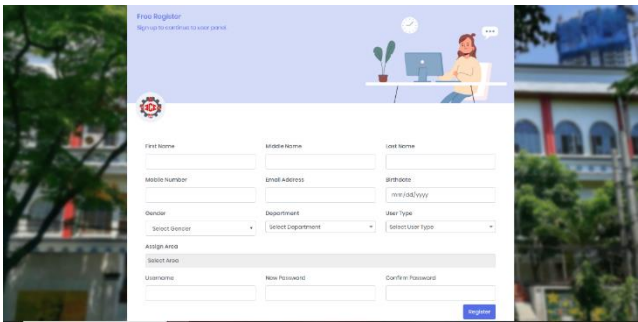 Free Register
Sign up to continue to user panel.
First Name Middle Name Last Name
Mobile Number Email Address Birthdate
mm/dd/yyyy
Gender Department User Type
Select Gender Select Department Select User Type
Assign Area
Select Area
Username New Password Confirm Password
Register